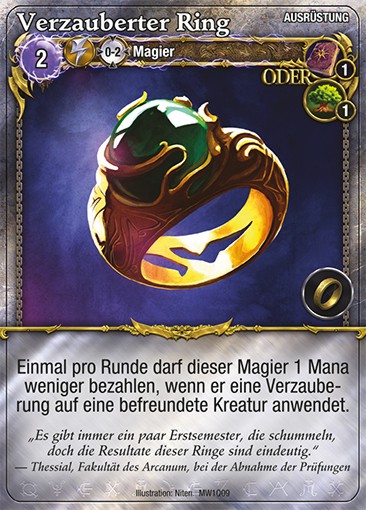 Verzauberter Ring
AUSRÜSTUNG
2
0-2 Magier
1
ODER
1
Einmal pro Runde darf dieser Magier 1 Mana
weniger bezahlen, wenn er eine Verzaube-
rung auf eine befreundete Kreatur anwendet.
„Es gibt immer ein paar Erstsemester, die schummeln,
doch die Resultate dieser Ringe sind eindeutig.“
— Thessial, Fakultät des Arcanum, bei der Abnahme der Prüfungen
Illustration: Niten. MW1Q09